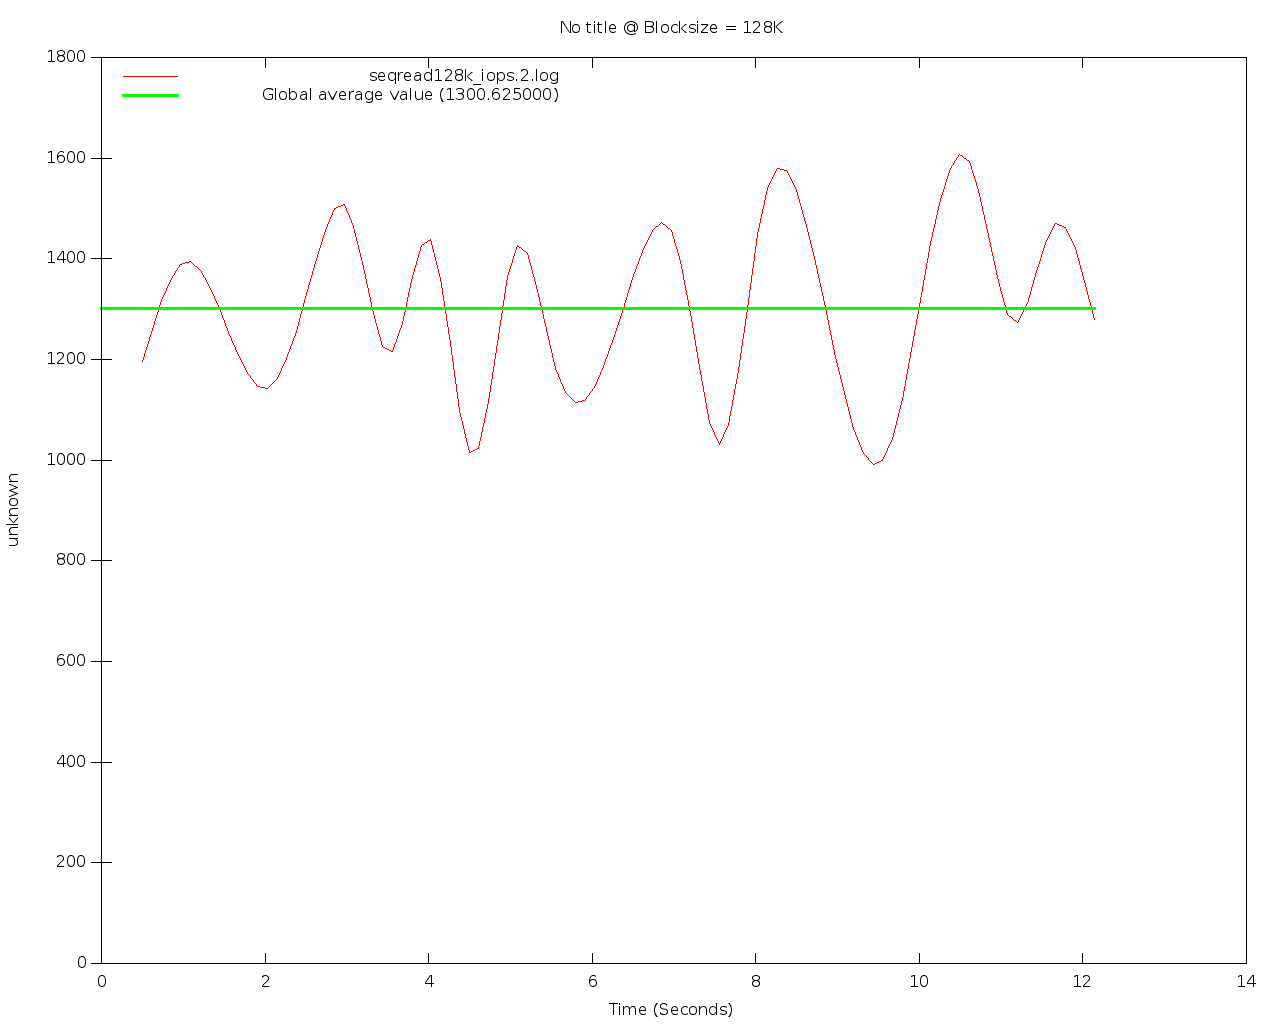 No title @ Blocksize = 128K
seqread128k_iops.2.log
Global average value (1300.625000)
1800
1600
1400
1200
1000
800
600
400
200
0
unknown
0 2 4 6 8 10 12 14
Time (Seconds)